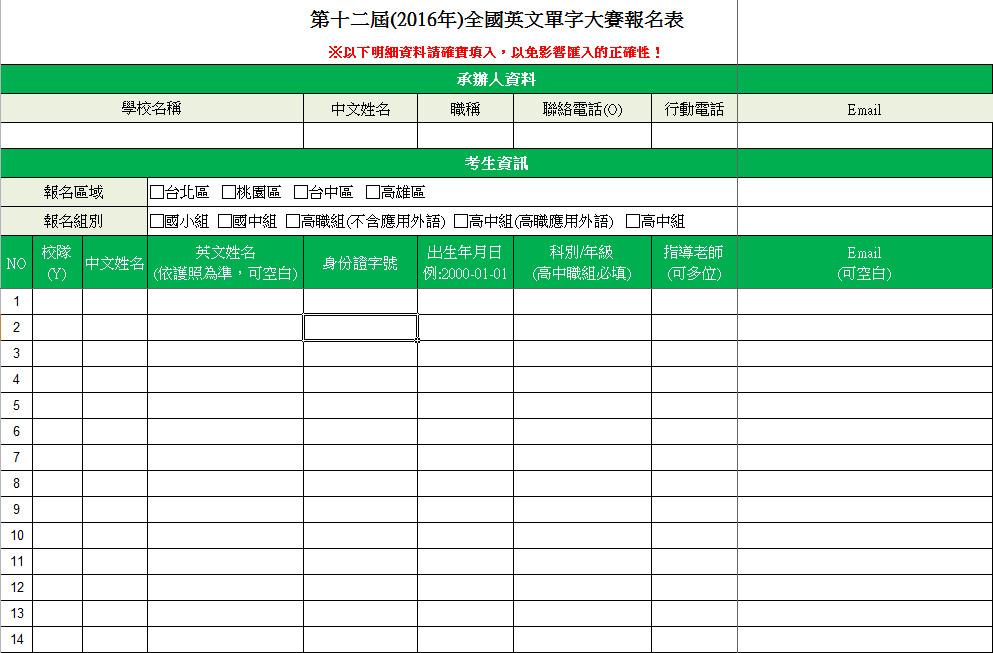 第十二屆(2016年)全國英文單字大賽報名表
※以下明細資料請確實填入，以免影響匯入的正確性！
承辦人資料
學校名稱 中文姓名 職稱 聯絡電話(O) 行動電話 Email
考生資訊
報名區域 □台北區 □桃園區 □台中區 □高雄區
報名組別 □國小組 □國中組 □高職組(不含應用外語) □高中組(高職應用外語) □高中組
NO 校隊 (Y) 中文姓名 英文姓名 (依護照為準，可空白) 身份證字號 出生年月日 例:2000-01-01 科別/年級 (高中職組必填) 指導老師 (可多位) Email (可空白)
1
2
3
4
5
6
7
8
9
10
11
12
13
14